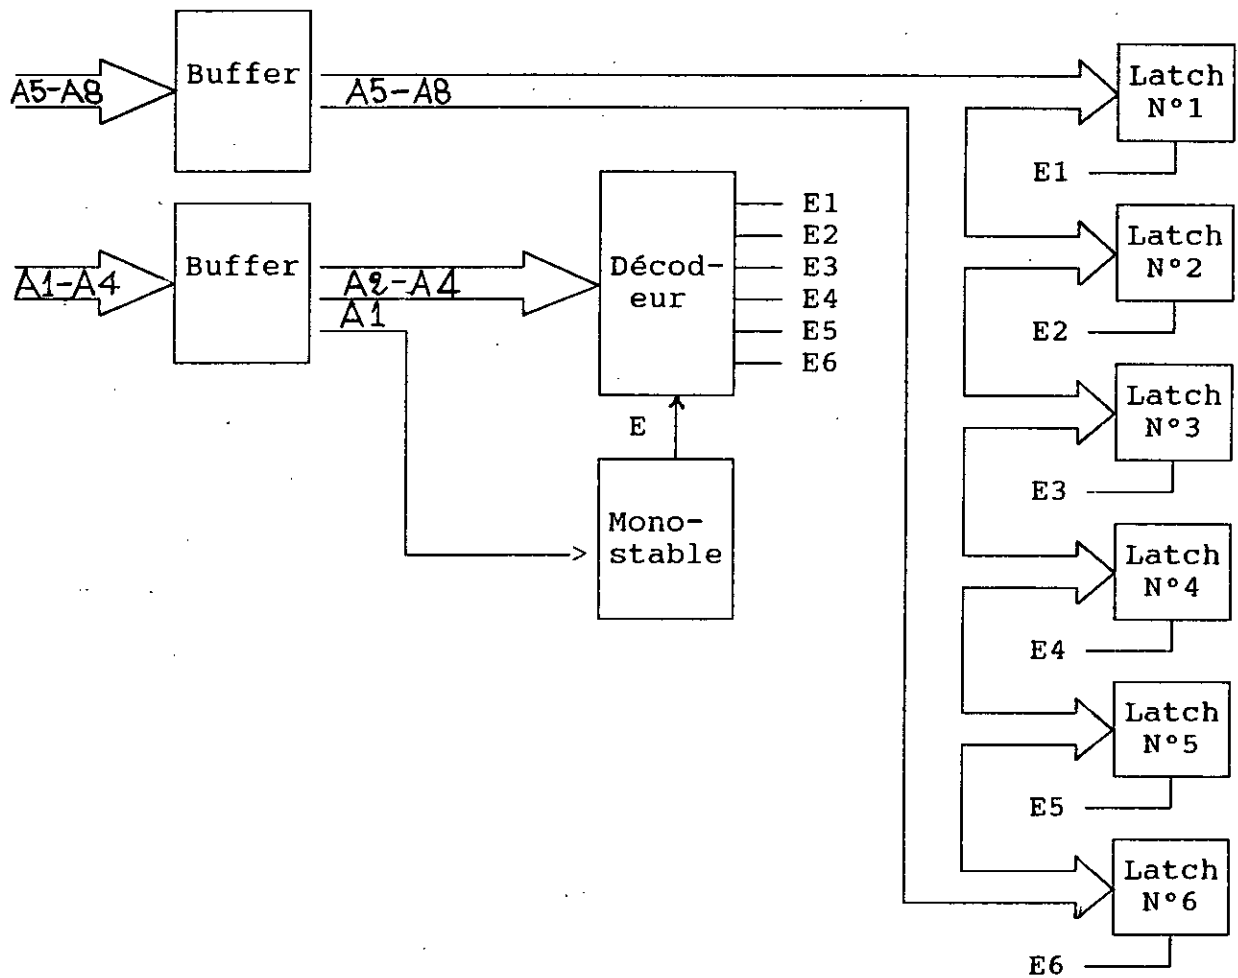 Buffer
A5-A8
A5-A8
Latch
N°1
E1
Buffer
A1-A4
A2-A4
A1
Décod-
eur
E1
E2
E3
E4
E5
E6
Latch
N°2
E2
E
Mono-
stable
Latch
N°3
E3
Latch
N°4
E4
Latch
N°5
E5
Latch
N°6
E6